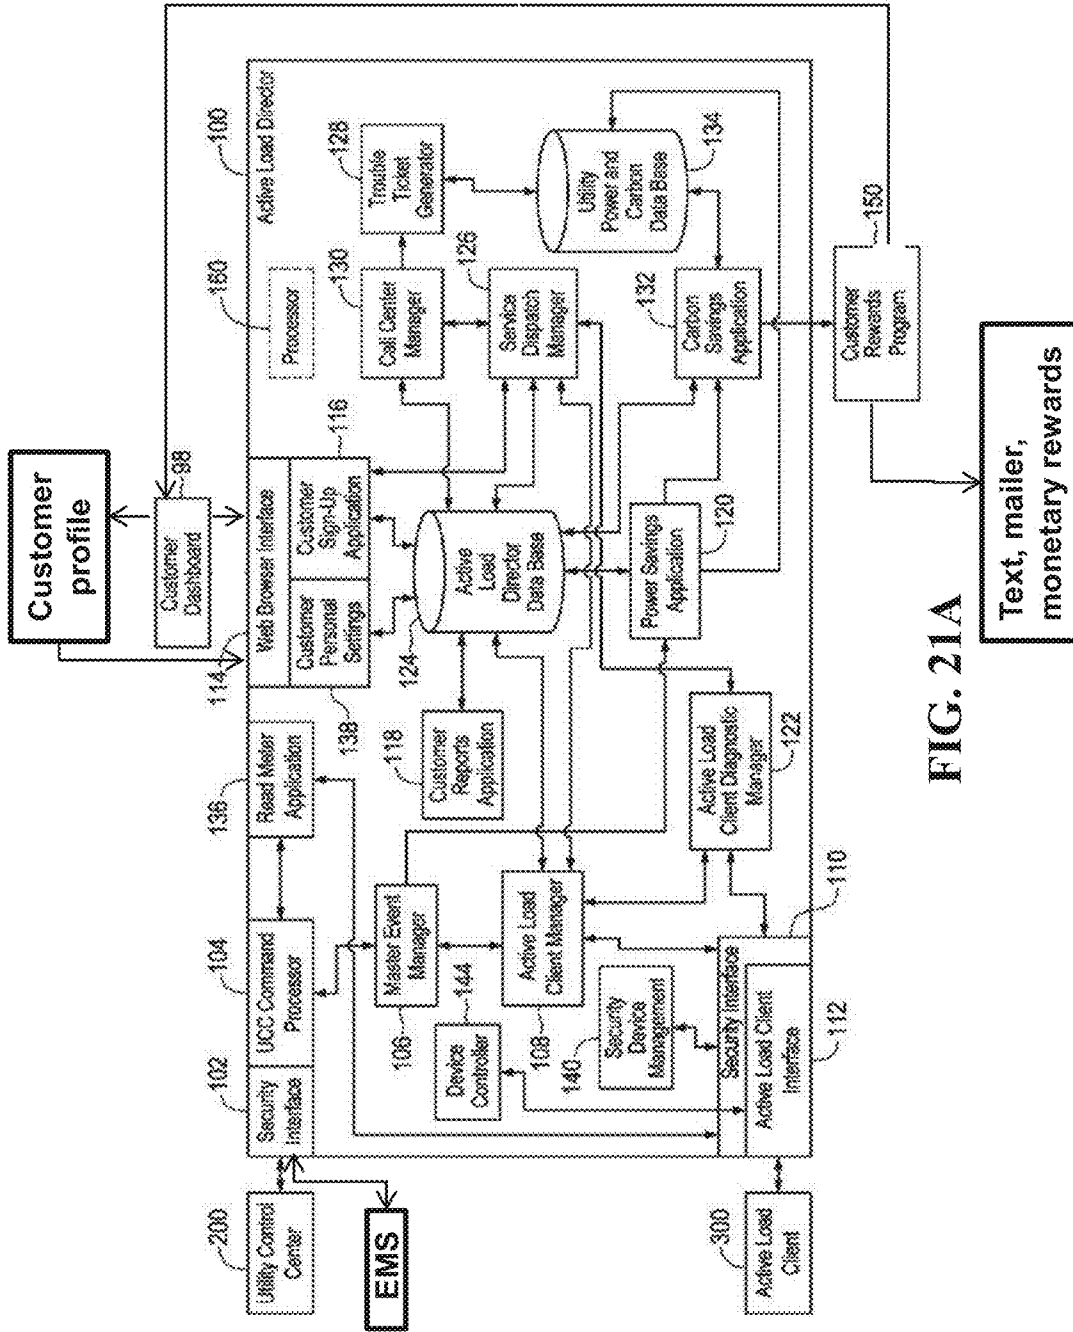 Customer
profile
Customer
Dashboard
98
100
Active Load Director
Utility Control
Center
200
EMS
Security
Interface
102
UCC Command
Processor
104
Read Meter
Application
136
Web Browser Interface
114
Customer
Personal
Settings
138
Customer
Sign-Up
Application
116
Processor
160
Call Center
Manager
130
Trouble
Ticket
Generator
128
Service
Dispatch
Manager
126
Utility
Power and
Carbon
Data Base
134
Master Event
Manager
106
Device
Controller
144
Active Load
Client Manager
108
Customer
Reports
Application
118
Active
Load
Director
Data Base
124
Security
Device
Management
140
Active Load
Client Diagnostic
Manager
122
Power Savings
Application
120
Carbon
Savings
Application
132
Security Interface
110
Active Load Client
Interface
112
Active Load
Client
300
Customer
Rewards
Program
150
Text, mailer,
monetary rewards
FIG. 21A